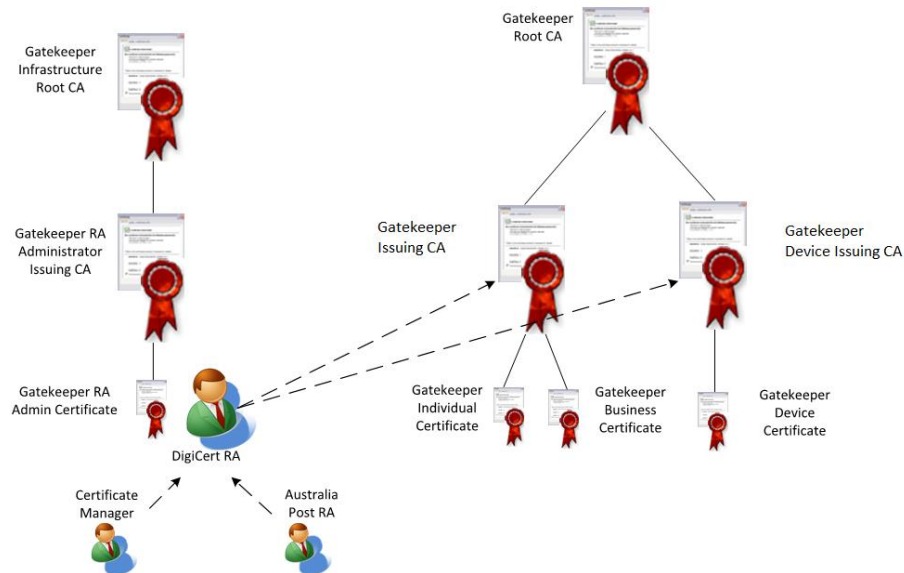 Gatekeeper
Infrastructure
Root CA
Gatekeeper
Root CA
Gatekeeper RA
Administrator
Issuing CA
Gatekeeper
Issuing CA
Gatekeeper
Device Issuing CA
Gatekeeper RA
Admin Certificate
DigiCert RA
Gatekeeper
Individual
Certificate
Gatekeeper
Business
Certificate
Gatekeeper
Device
Certificate
Certificate
Manager
Australia
Post RA